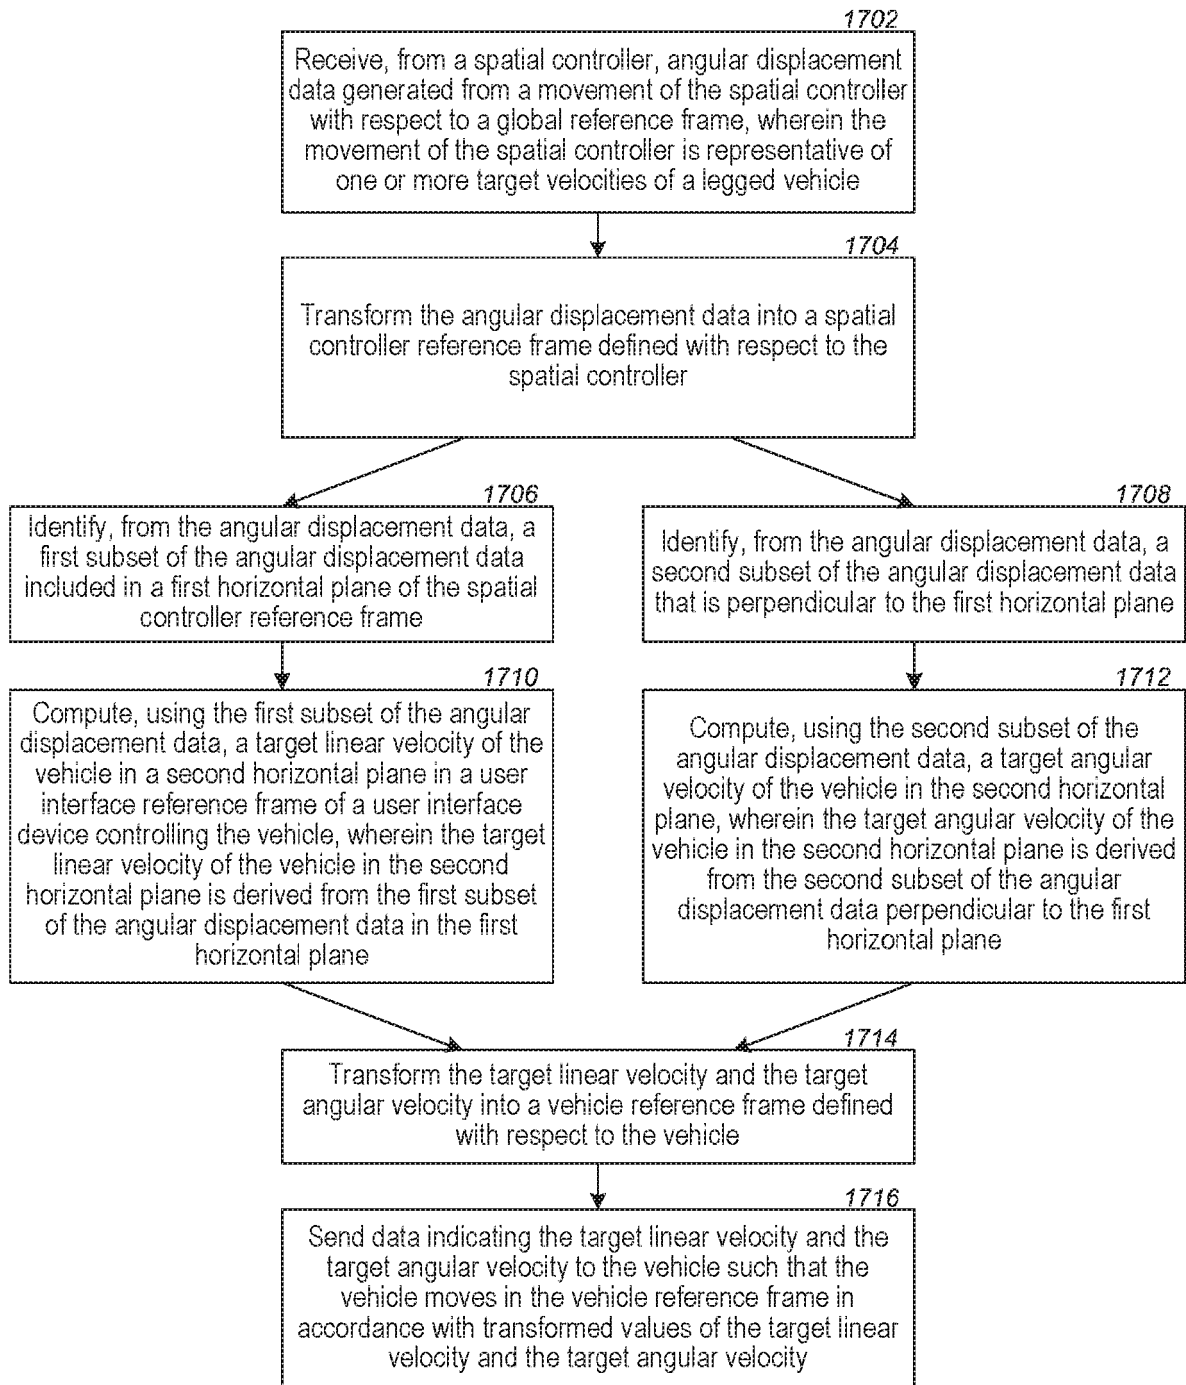 1702
Receive, from a spatial controller, angular displacement
data generated from a movement of the spatial controller
with respect to a global reference frame, wherein the
movement of the spatial controller is representative of
one or more target velocities of a legged vehicle
1704
Transform the angular displacement data into a spatial
controller reference frame defined with respect to the
spatial controller
1706
Identify, from the angular displacement data, a
first subset of the angular displacement data
included in a first horizontal plane of the spatial
controller reference frame
1708
Identify, from the angular displacement data, a
second subset of the angular displacement data
that is perpendicular to the first horizontal plane
1710
Compute, using the first subset of the angular
displacement data, a target linear velocity of the
vehicle in a second horizontal plane in a user
interface reference frame of a user interface
device controlling the vehicle, wherein the target
linear velocity of the vehicle in the second
horizontal plane is derived from the first subset
of the angular displacement data in the first
horizontal plane
1712
Compute, using the second subset of the
angular displacement data, a target angular
velocity of the vehicle in the second horizontal
plane, wherein the target angular velocity of the
vehicle in the second horizontal plane is derived
from the second subset of the angular
displacement data perpendicular to the first
horizontal plane
1714
Transform the target linear velocity and the target
angular velocity into a vehicle reference frame defined
with respect to the vehicle
1716
Send data indicating the target linear velocity and the
target angular velocity to the vehicle such that the
vehicle moves in the vehicle reference frame in
accordance with transformed values of the target linear
velocity and the target angular velocity